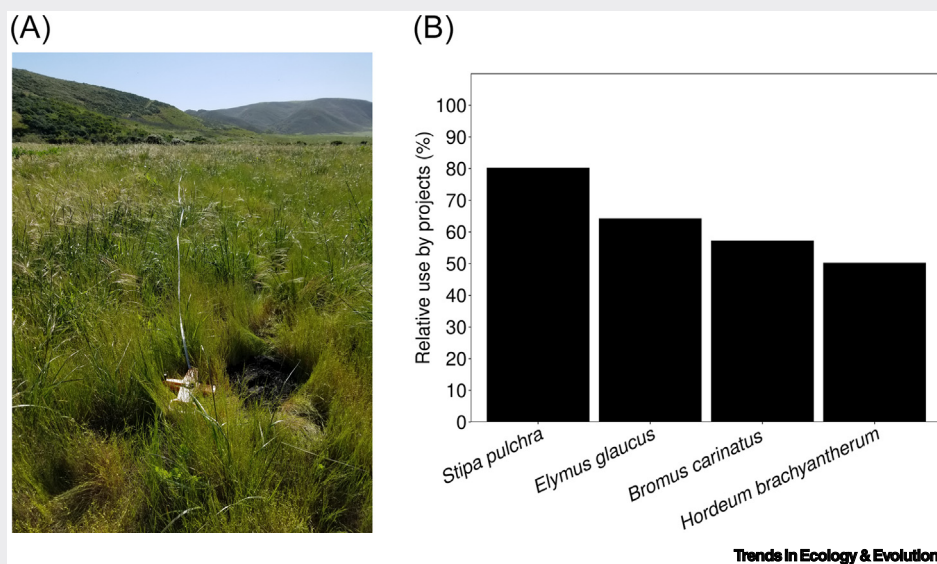 (A)
(B)
Relative use by projects (%)
100
90
80
70
60
50
40
30
20
10
0
Stipa pulchra
Elymus glaucus
Bromus carinatus
Hordeum brachyantherum
Trends in Ecology & Evolution